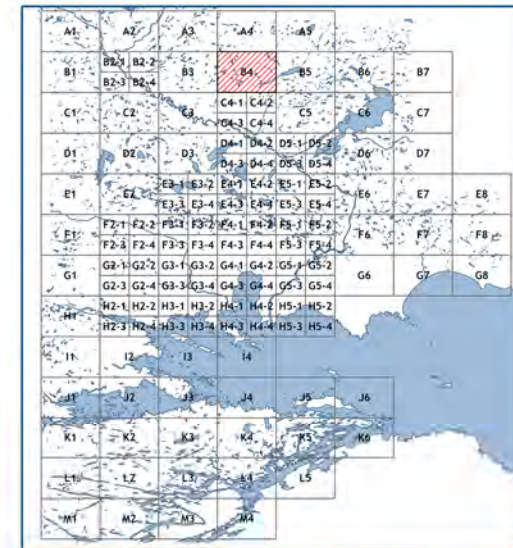 A1 A2 A3 A4 A5
B2-1 B2-2
B1 B3 B4 B5 B6 B7
B2-3 B2-4
C4-1 C4-2
C1 C2 C3 C5 C6 C7
C4-3 C4-4
D4-1 D4-2 D5-1 D5-2
D1 D2 D3 D6 D7
D4-3 D4-4 D5-3 D5-4
E3-1 E3-2 E4-1 E4-2 E5-1 E5-2
E1 E2 E6 E7 E8
E3-3 E3-4 E4-3 E4-4 E5-3 E5-4
F2-1 F2-2 F3-1 F3-2 F4-1 F4-2 F5-1 F5-2
F1 F6 F7 F8
F2-3 F2-4 F3-3 F3-4 F4-3 F4-4 F5-3 F5-4
G2-1 G2-2 G3-1 G3-2 G4-1 G4-2 G5-1 G5-2
G1 G6 G7 G8
G2-3 G2-4 G3-3 G3-4 G4-3 G4-4 G5-3 G5-4
H2-1 H2-2 H3-1 H3-2 H4-1 H4-2 H5-1 H5-2
H1
H2-3 H2-4 H3-3 H3-4 H4-3 H4-4 H5-3 H5-4
I1 I2 I3 I4
J1 J2 J3 J4 J5 J6
K1 K2 K3 K4 K5 K6
L1 L2 L3 L4 L5
M1 M2 M3 M4